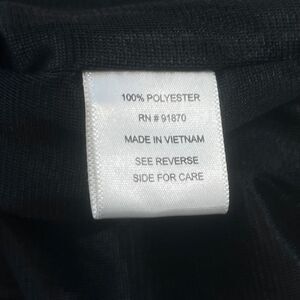 100% POLYESTER
RN # 91870
MADE IN VIETNAM
SEE REVERSE
SIDE FOR CARE